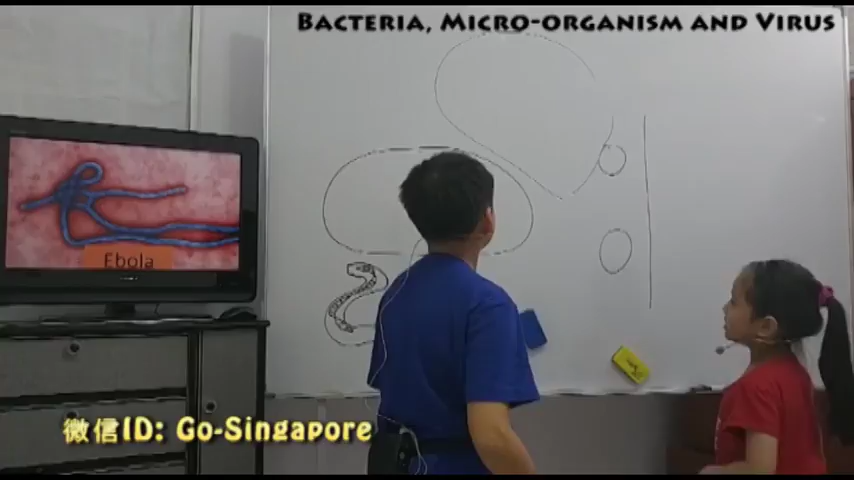 BACTERIA, MICRO-ORGANISM AND VIRUS
Ebola
微信ID: Go-Singapore